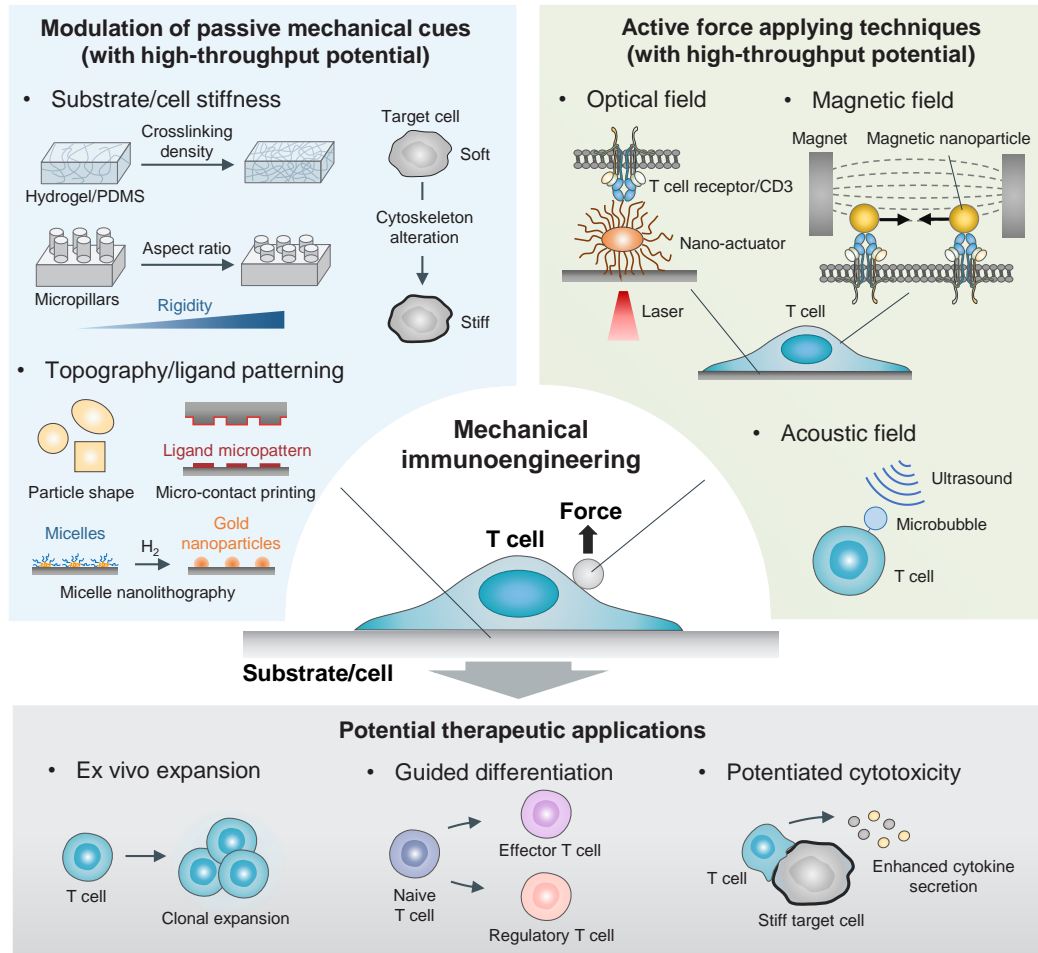 Modulation of passive mechanical cues
(with high-throughput potential)
• Substrate/cell stiffness
Crosslinking
density
Hydrogel/PDMS
Aspect ratio
Micropillars
Rigidity
Target cell
Soft
Cytoskeleton
alteration
Stiff
• Topography/ligand patterning
Particle shape
Ligand micropattern
Micro-contact printing
Micelles
H₂
Gold
nanoparticles
Micelle nanolithography
Active force applying techniques
(with high-throughput potential)
• Optical field
T cell receptor/CD3
Nano-actuator
Laser
• Magnetic field
Magnet
Magnetic nanoparticle
T cell
• Acoustic field
Ultrasound
Microbubble
T cell
Mechanical
immunoengineering
Force
T cell
Substrate/cell
Potential therapeutic applications
• Ex vivo expansion
T cell
Clonal expansion
• Guided differentiation
Naive
T cell
Effector T cell
Regulatory T cell
• Potentiated cytotoxicity
T cell
Stiff target cell
Enhanced cytokine
secretion